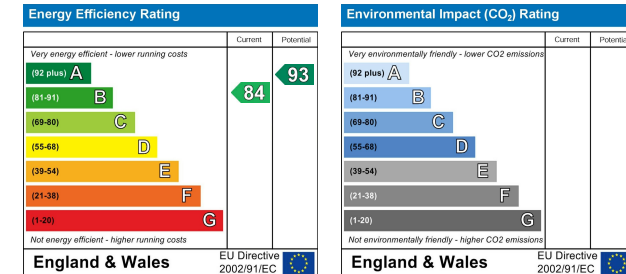 Energy Efficiency Rating
Current Potential
Very energy efficient - lower running costs
(92 plus) A
(81-91) B
(69-80) C
(55-68) D
(39-54) E
(21-38) F
(1-20) G
84
93
Not energy efficient - higher running costs
England & Wales
EU Directive
2002/91/EC
Environmental Impact (CO₂) Rating
Current Potential
Very environmentally friendly - lower CO2 emissions
(92 plus) A
(81-91) B
(69-80) C
(55-68) D
(39-54) E
(21-38) F
(1-20) G
Not environmentally friendly - higher CO2 emissions
England & Wales
EU Directive
2002/91/EC